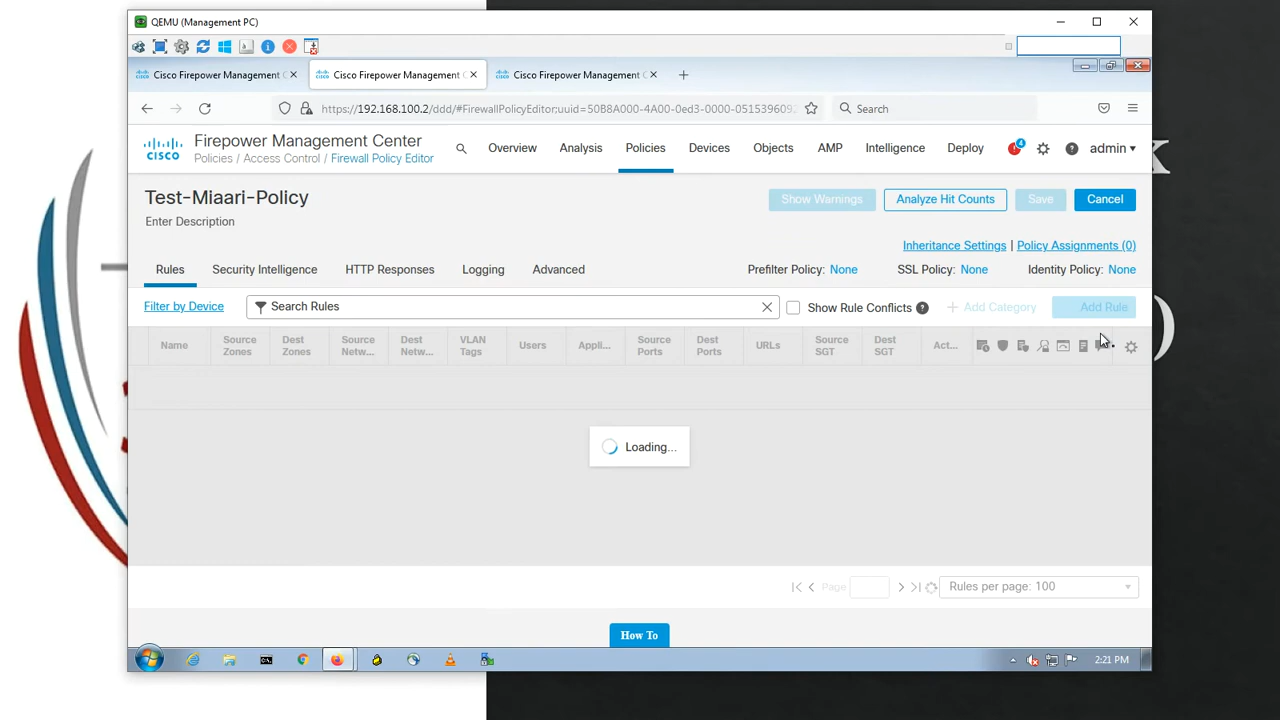 QEMU (Management PC)
Cisco Firepower Management C
Cisco Firepower Management
Cisco Firepower Management C
https://192.168.100.2/ddd/#FirewallPolicyEditor;uuid=50B8A000-4A00-0ed3-0000-051539609
Search
CISCO
Firepower Management Center
Policies / Access Control / Firewall Policy Editor
Overview
Analysis
Policies
Devices
Objects
AMP
Intelligence
Deploy
4
admin
Test-Miaari-Policy
Enter Description
Show Warnings
Analyze Hit Counts
Save
Cancel
Inheritance Settings | Policy Assignments (0)
Rules
Security Intelligence
HTTP Responses
Logging
Advanced
Prefilter Policy: None
SSL Policy: None
Identity Policy: None
Filter by Device
Search Rules
Show Rule Conflicts
+ Add Category
Add Rule
Name
Source Zones
Dest Zones
Source Netw...
Dest Netw...
VLAN Tags
Users
Appli...
Source Ports
Dest Ports
URLs
Source SGT
Dest SGT
Act...
Loading...
Page
Rules per page: 100
How To
2:21 PM